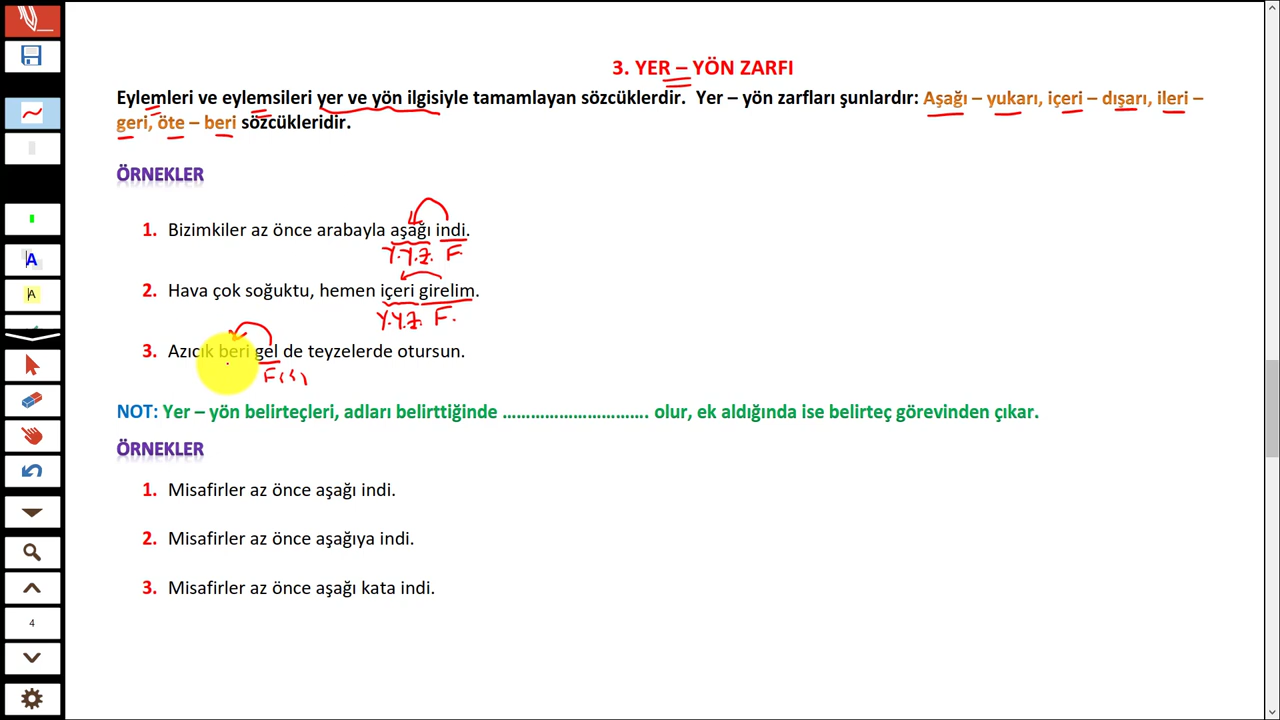 3. YER – YÖN ZARFI
Eylemleri ve eylemsileri yer ve yön ilgisiyle tamamlayan sözcüklerdir. Yer – yön zarfları şunlardır: Aşağı – yukarı, içeri – dışarı, ileri –
geri, öte – beri sözcükleridir.
ÖRNEKLER
1. Bizimkiler az önce arabayla aşağı indi.
Y.Y.Z. F.
2. Hava çok soğuktu, hemen içeri girelim.
Y.Y.Z. F.
3. Azıcık beri gel de teyzelerde otursun.
NOT: Yer – yön belirteçleri, adları belirttiğinde ................................ olur, ek aldığında ise belirteç görevinden çıkar.
ÖRNEKLER
1. Misafirler az önce aşağı indi.
2. Misafirler az önce aşağıya indi.
3. Misafirler az önce aşağı kata indi.
A
A
4